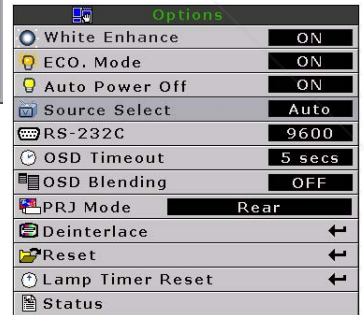 Options
White Enhance ON
ECO. Mode ON
Auto Power Off ON
Source Select Auto
RS-232C 9600
OSD Timeout 5 secs
OSD Blending OFF
PRJ Mode Rear
Deinterlace
Reset
Lamp Timer Reset
Status